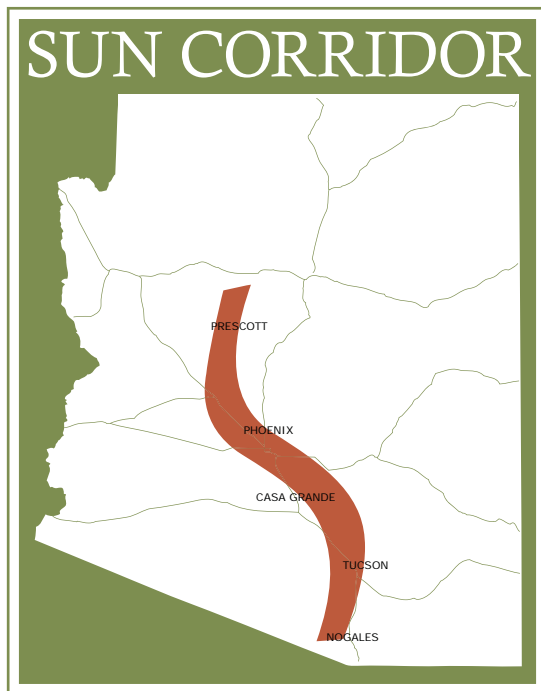 SUN CORRIDOR
PRESCOTT
PHOENIX
CASA GRANDE
TUCSON
NOGALES